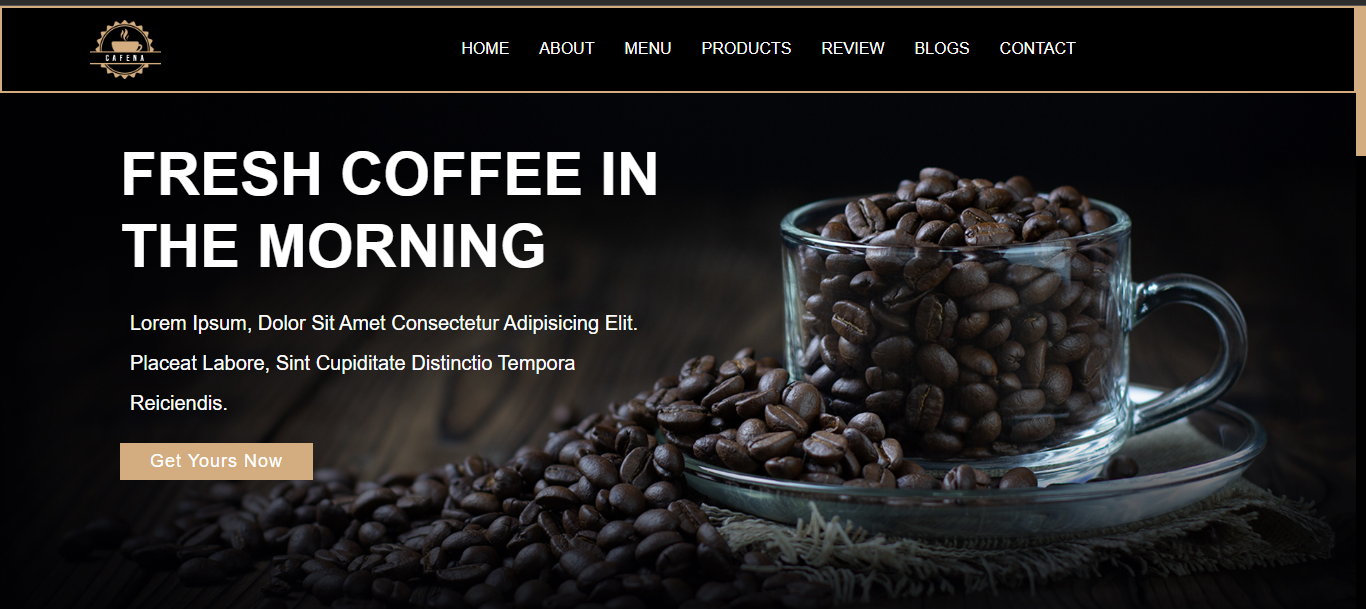 CAFENA
HOME ABOUT MENU PRODUCTS REVIEW BLOGS CONTACT
FRESH COFFEE IN
THE MORNING
Lorem Ipsum, Dolor Sit Amet Consectetur Adipisicing Elit.
Placeat Labore, Sint Cupiditate Distinctio Tempora
Reiciendis.
Get Yours Now